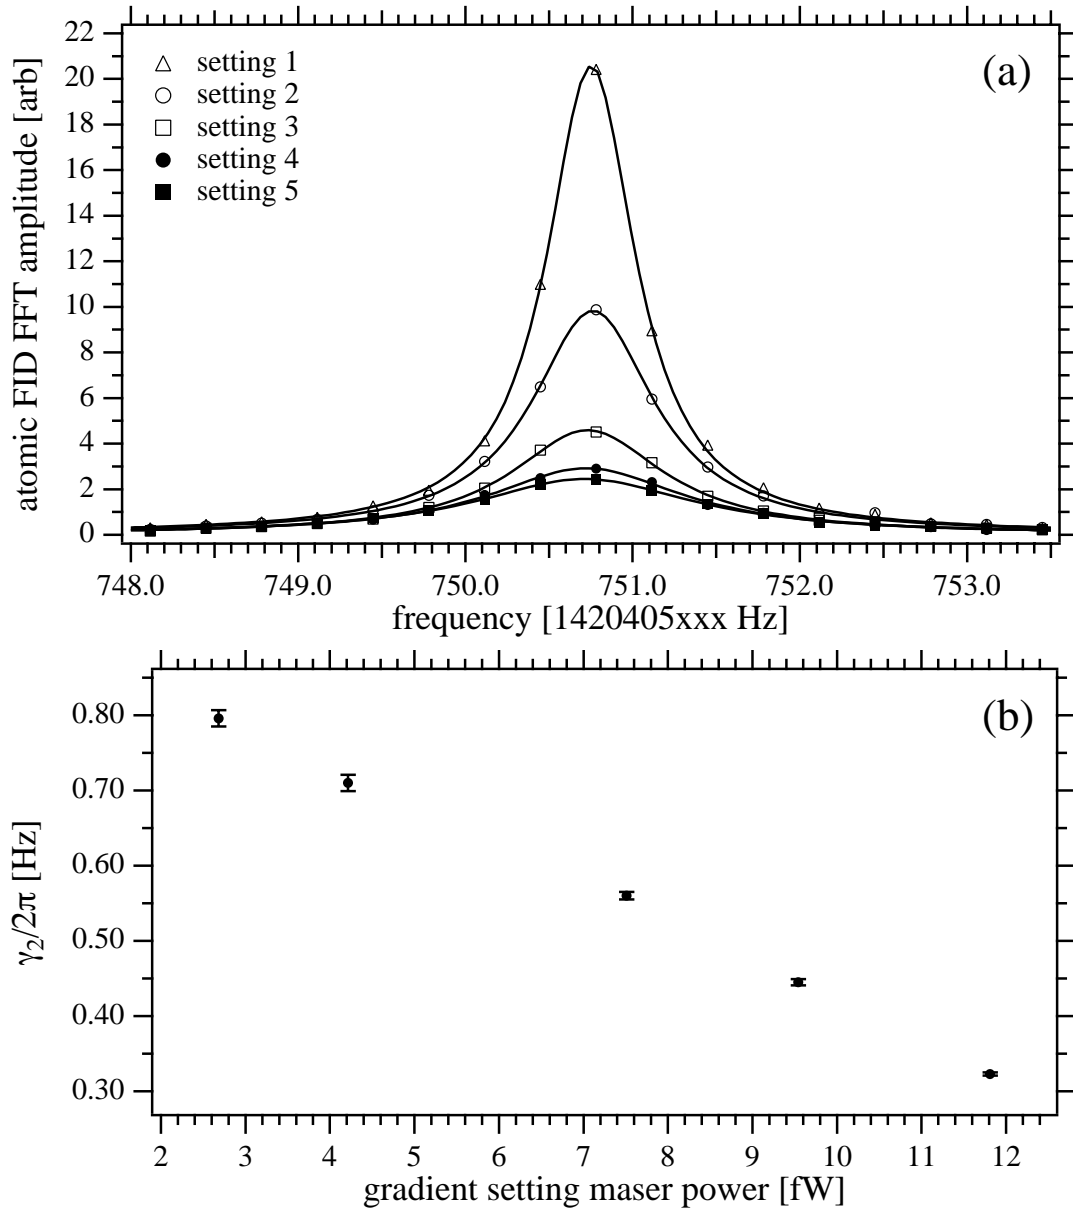 22
20
18
16
14
12
10
8
6
4
2
0
atomic FID FFT amplitude [arb]
setting 1
setting 2
setting 3
setting 4
setting 5
(a)
748.0 749.0 750.0 751.0 752.0 753.0
frequency [1420405xxx Hz]
(b)
0.80
0.70
0.60
0.50
0.40
0.30
γ₂/2π [Hz]
2 3 4 5 6 7 8 9 10 11 12
gradient setting maser power [fW]